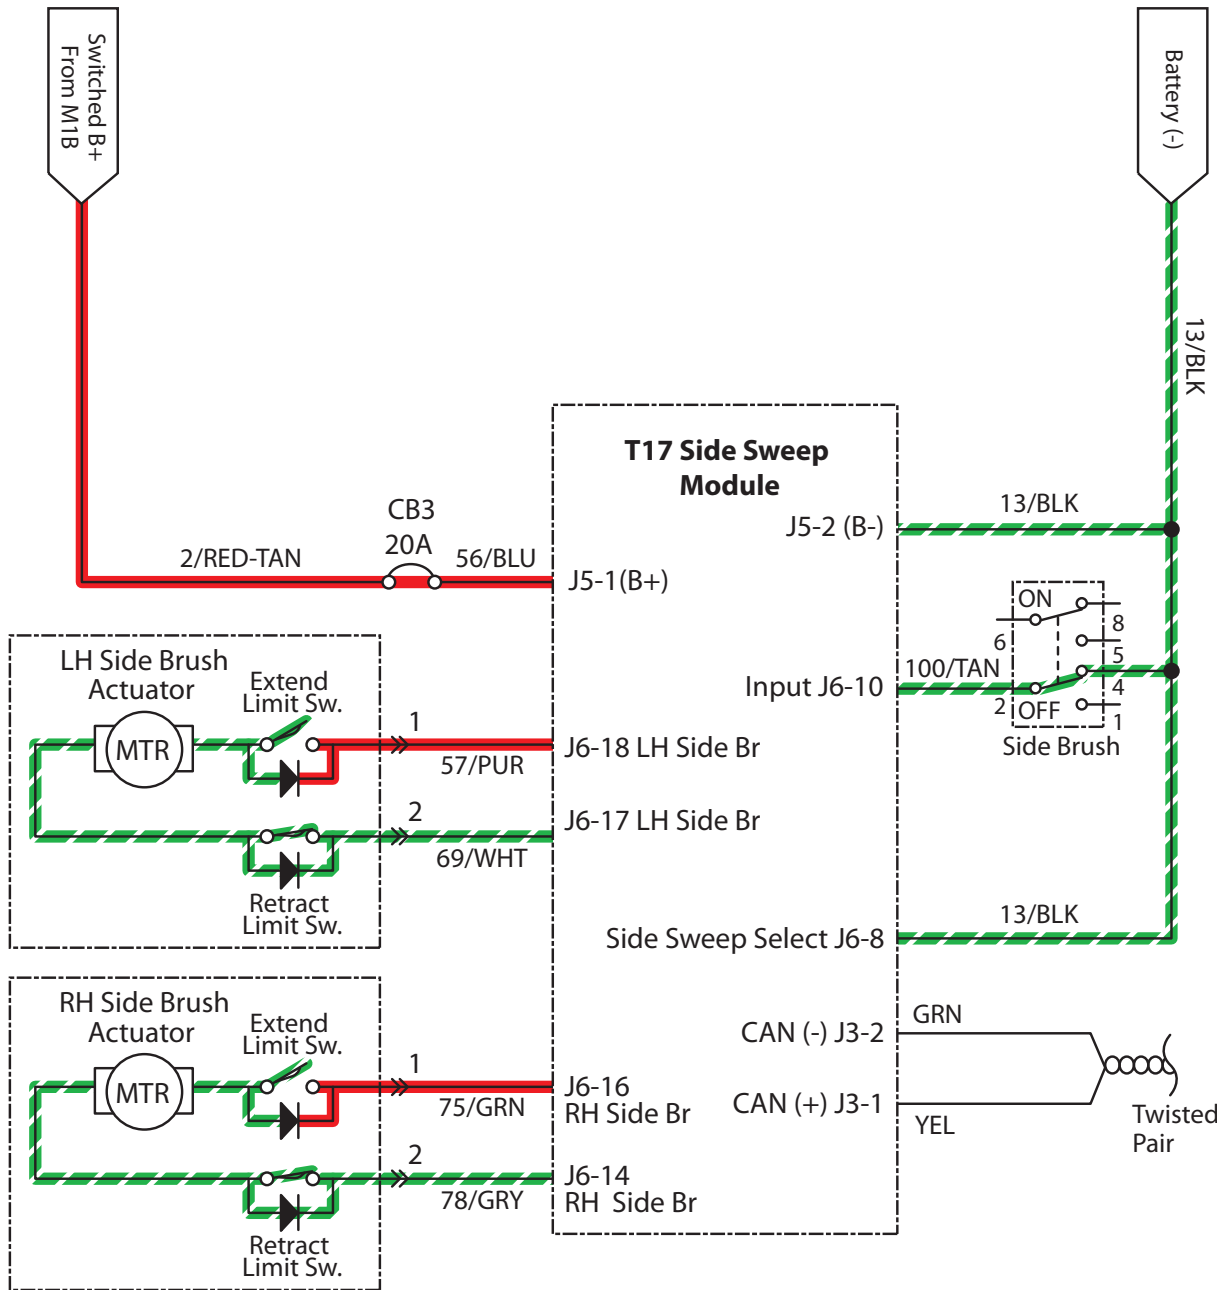 Switched B+
From M1B
Battery (-)
13/BLK
T17 Side Sweep
Module
CB3
20A
2/RED-TAN
56/BLU
J5-1(B+)
J5-2 (B-)
13/BLK
ON
8
6
5
100/TAN
4
2
OFF
1
Side Brush
Input J6-10
LH Side Brush
Actuator
Extend
Limit Sw.
MTR
1
57/PUR
J6-18 LH Side Br
2
69/WHT
J6-17 LH Side Br
Retract
Limit Sw.
13/BLK
Side Sweep Select J6-8
RH Side Brush
Actuator
Extend
Limit Sw.
MTR
1
75/GRN
J6-16
RH Side Br
2
78/GRY
J6-14
RH Side Br
Retract
Limit Sw.
CAN (-) J3-2
GRN
CAN (+) J3-1
YEL
Twisted
Pair